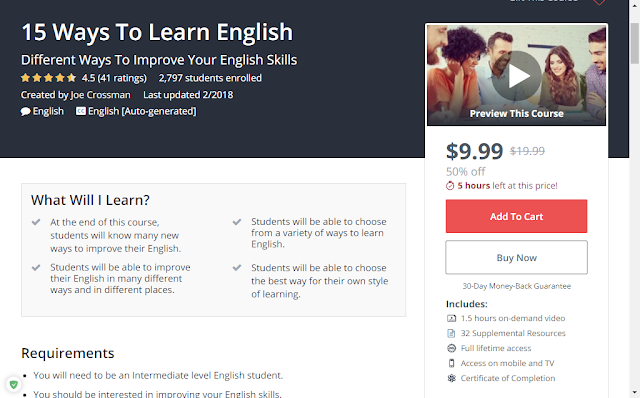 15 Ways To Learn English
Different Ways To Improve Your English Skills
4.5 (41 ratings) 2,797 students enrolled
Created by Joe Crossman Last updated 2/2018
English English [Auto-generated]
Preview This Course
$9.99 $19.99
50% off
5 hours left at this price!
Add To Cart
Buy Now
30-Day Money-Back Guarantee
Includes:
1.5 hours on-demand video
32 Supplemental Resources
Full lifetime access
Access on mobile and TV
Certificate of Completion
What Will I Learn?
At the end of this course,
students will know many new
ways to improve their English.
Students will be able to improve
their English in many different
ways and in different places.
Students will be able to choose
from a variety of ways to learn
English.
Students will be able to choose
the best way for their own style
of learning.
Requirements
You will need to be an Intermediate level English student.
You should be interested in improving your English skills.